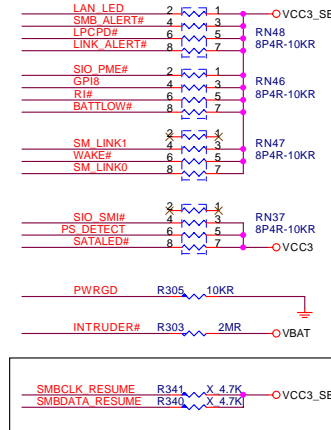 LAN_LED 2 1 VCC3_SB
SMB_ALERT# 4 3 RN48
LPCPD# 6 5 8P4R-10KR
LINK_ALERT# 8 7
SIO_PME# 2 1
GPI8 4 3 RN46
RI# 6 5 8P4R-10KR
BATTLOW# 8 7
2 1
SM_LINK1 4 3 RN47
WAKE# 6 5 8P4R-10KR
SM_LINK0 8 7
2 1
SIO_SMI# 4 3 RN37
PS_DETECT 6 5 8P4R-10KR
SATALED# 8 7 VCC3
PWRGD R305 10KR
INTRUDER# R303 2MR VBAT
SMBCLK_RESUME R341 X_4.7K VCC3_SB
SMBDATA_RESUME R340 X_4.7K